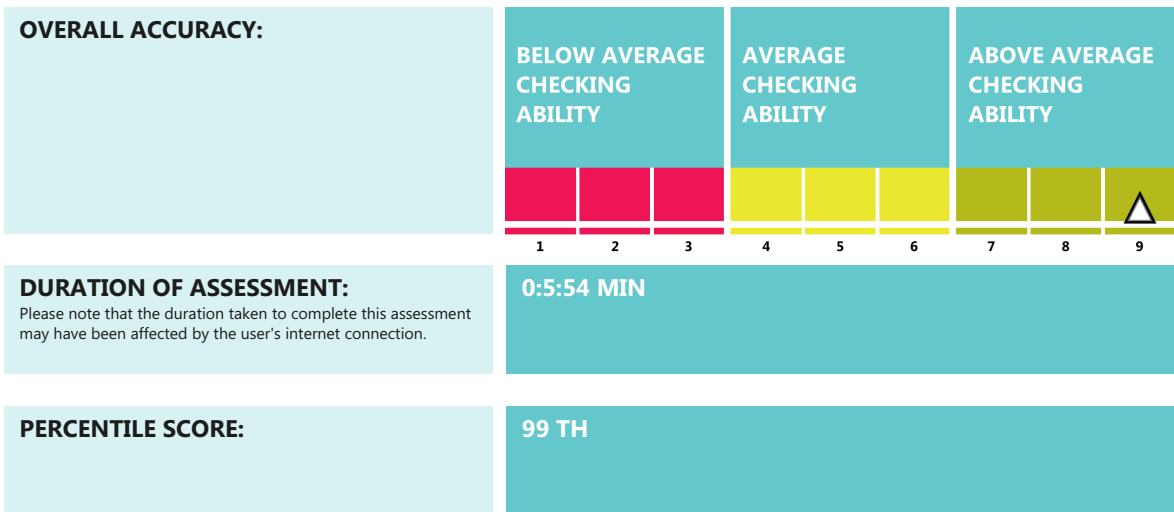 OVERALL ACCURACY:
BELOW AVERAGE
CHECKING
ABILITY
AVERAGE
CHECKING
ABILITY
ABOVE AVERAGE
CHECKING
ABILITY
1 2 3 4 5 6 7 8 9
DURATION OF ASSESSMENT:
Please note that the duration taken to complete this assessment
may have been affected by the user's internet connection.
0:5:54 MIN
PERCENTILE SCORE:
99 TH